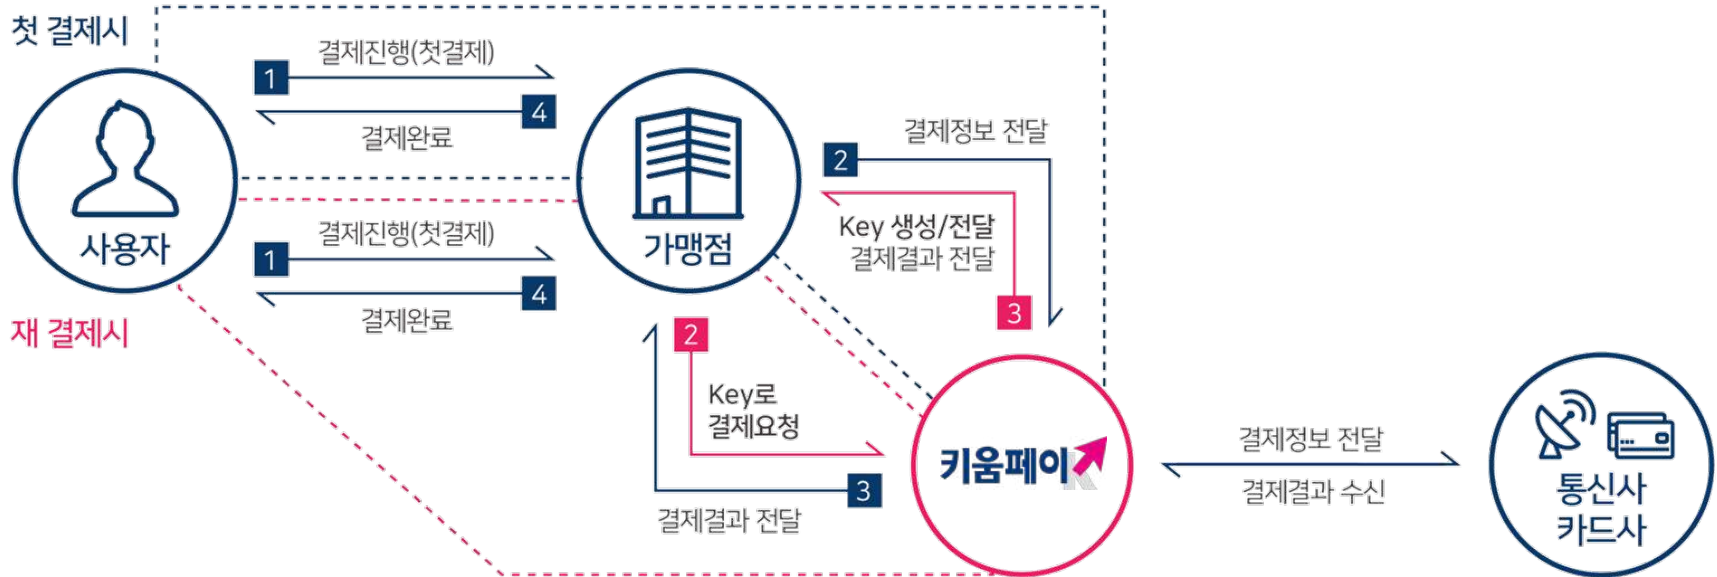 첫 결제시
결제진행(첫결제)
1
4
결제완료
사용자
가맹점
결제정보 전달
2
Key 생성/전달
결제결과 전달
3
결제진행(첫결제)
1
4
결제완료
재 결제시
2
Key로
결제요청
3
결제결과 전달
키움페이
K
결제정보 전달
결제결과 수신
통신사
카드사